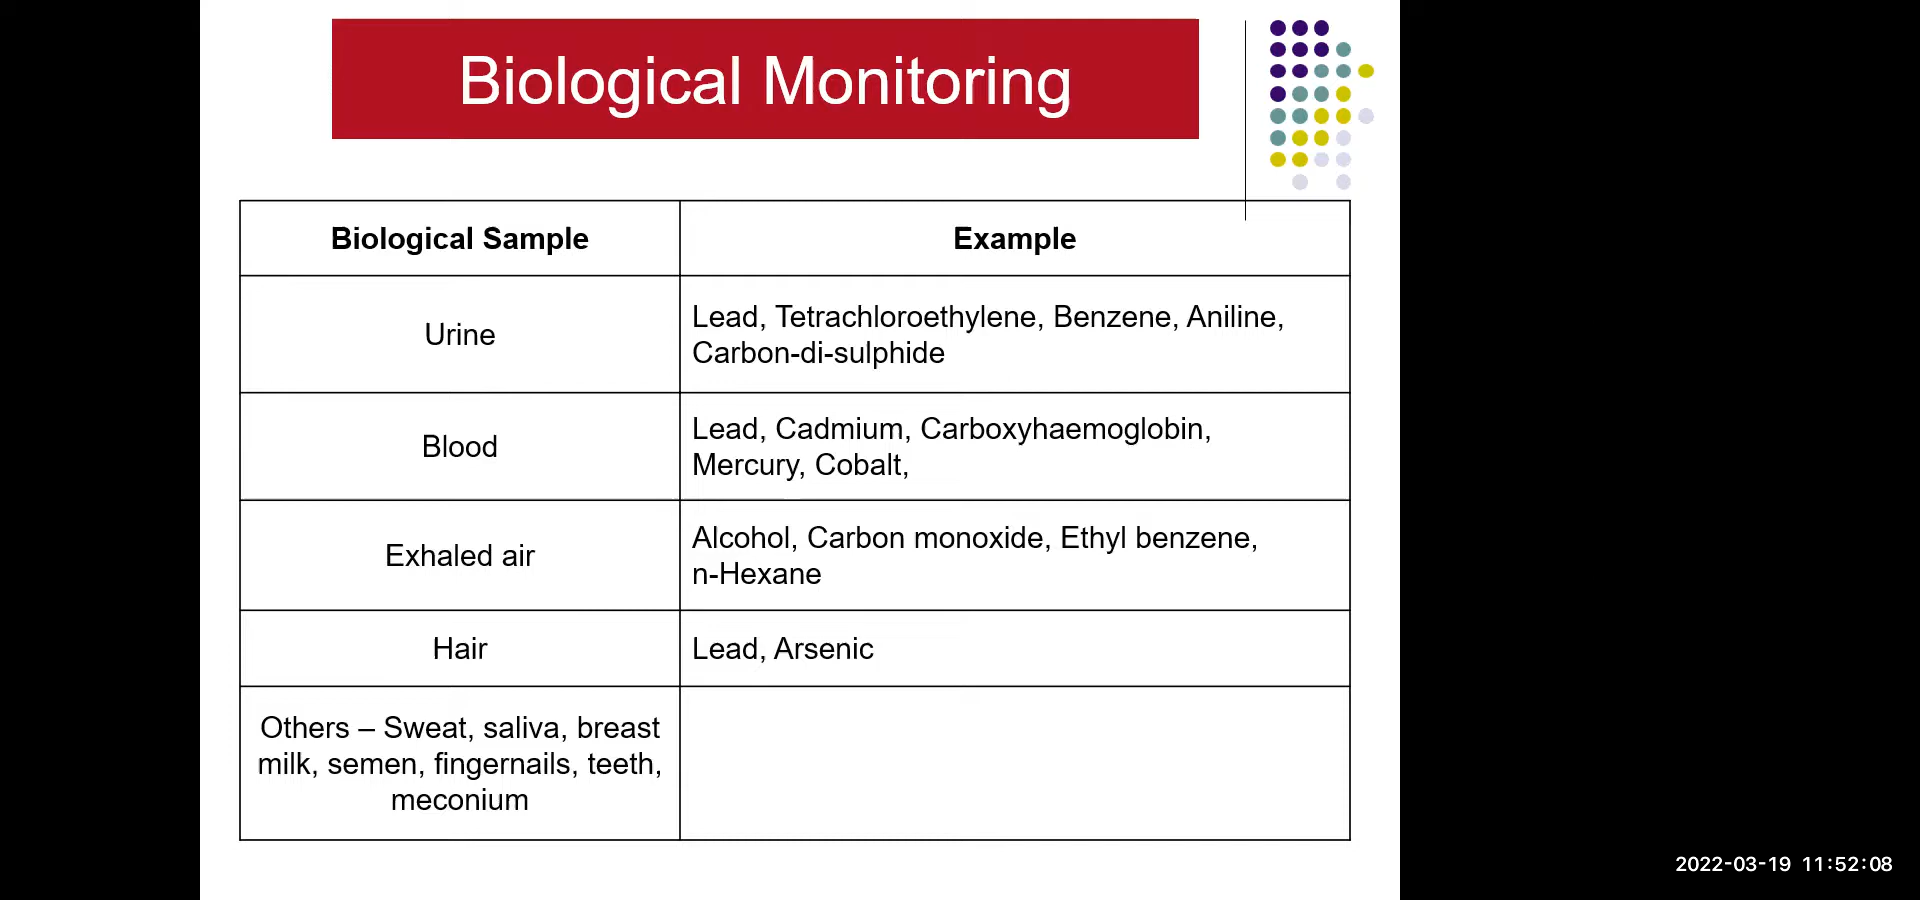 Biological Monitoring
Biological Sample
Example
Urine
Lead, Tetrachloroethylene, Benzene, Aniline,
Carbon-di-sulphide
Blood
Lead, Cadmium, Carboxyhaemoglobin,
Mercury, Cobalt,
Exhaled air
Alcohol, Carbon monoxide, Ethyl benzene,
n-Hexane
Hair
Lead, Arsenic
Others – Sweat, saliva, breast
milk, semen, fingernails, teeth,
meconium
2022-03-19 11:52:08